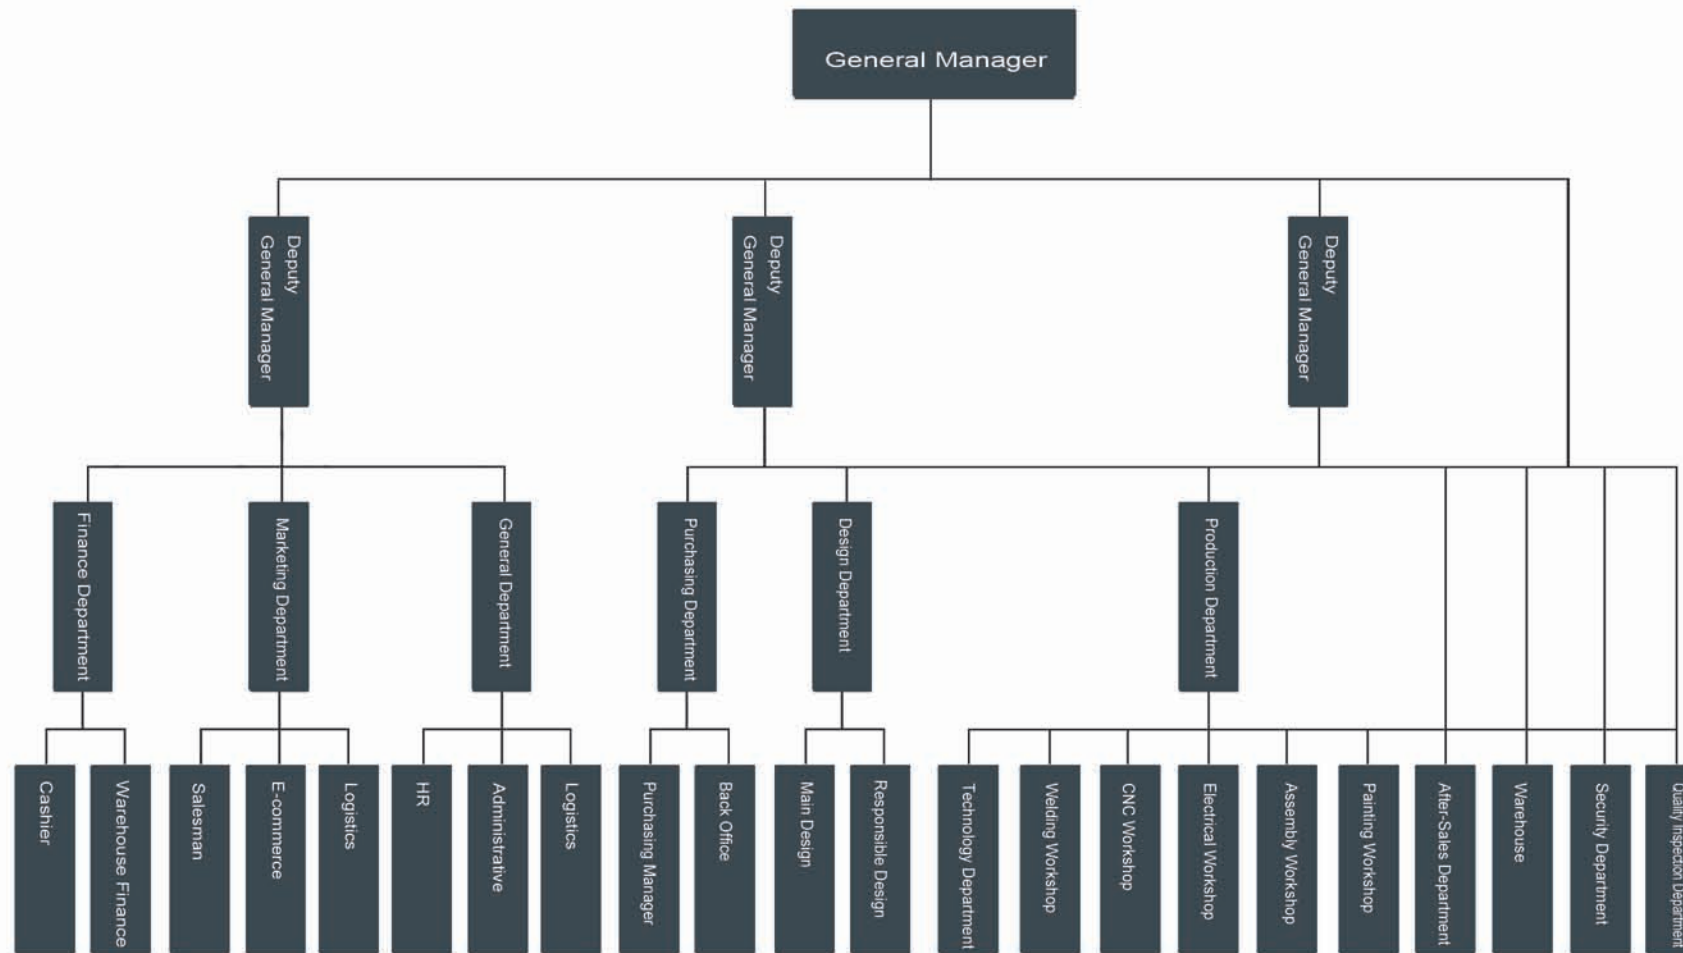 General Manager
Deputy
General Manager
Deputy
General Manager
Deputy
General Manager
Finance Department
Marketing Department
General Department
Purchasing Department
Design Department
Production Department
Cashier
Warehouse Finance
Salesman
E-commerce
Logistics
HR
Administrative
Logistics
Purchasing Manager
Back Office
Main Design
Responsible Design
Technology Department
Welding Workshop
CNC Workshop
Electrical Workshop
Assembly Workshop
Painting Workshop
After-Sales Department
Warehouse
Security Department
Quality Inspection Department